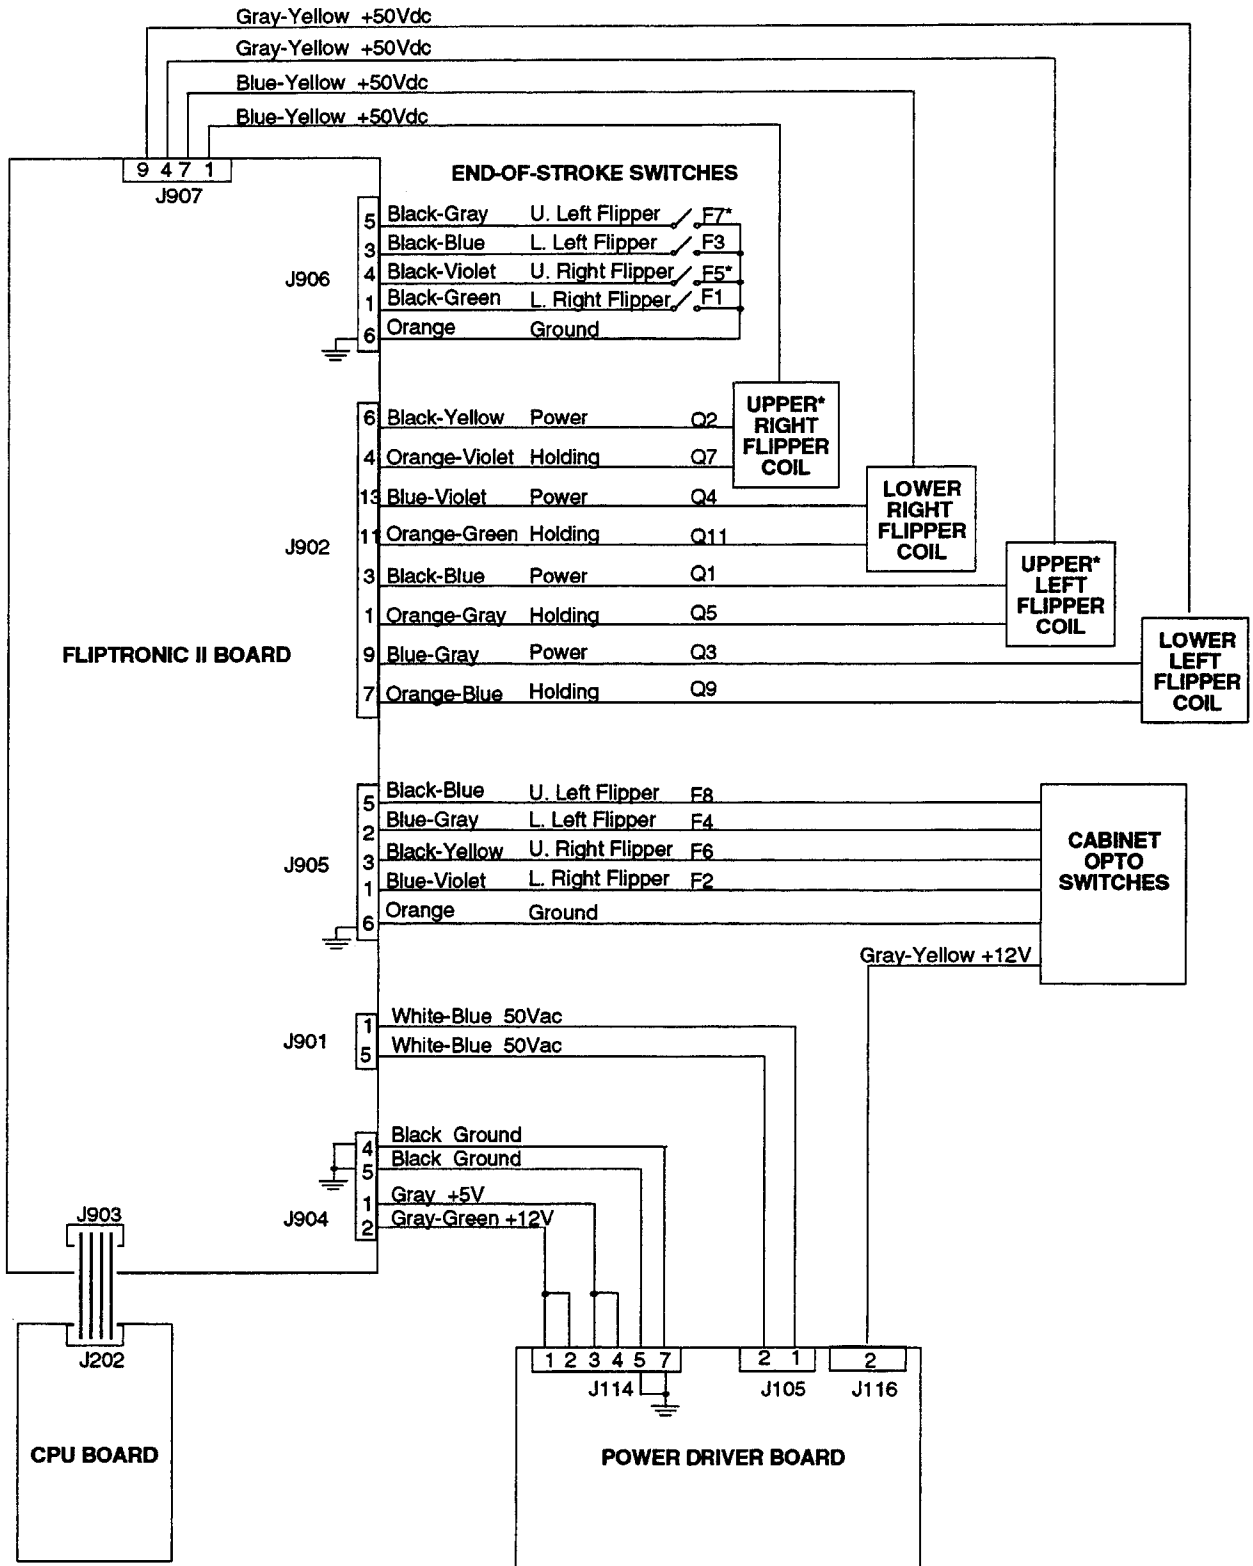 Gray-Yellow +50Vdc
Gray-Yellow +50Vdc
Blue-Yellow +50Vdc
Blue-Yellow +50Vdc
9 4 7 1
J907
END-OF-STROKE SWITCHES
5 Black-Gray U. Left Flipper F7*
3 Black-Blue L. Left Flipper F3
J906
4 Black-Violet U. Right Flipper F5*
1 Black-Green L. Right Flipper F1
6 Orange Ground
UPPER*
RIGHT
FLIPPER
COIL
6 Black-Yellow Power Q2
4 Orange-Violet Holding Q7
LOWER
RIGHT
FLIPPER
COIL
13 Blue-Violet Power Q4
11 Orange-Green Holding Q11
J902
UPPER*
LEFT
FLIPPER
COIL
3 Black-Blue Power Q1
1 Orange-Gray Holding Q5
LOWER
LEFT
FLIPPER
COIL
FLIPTRONIC II BOARD
9 Blue-Gray Power Q3
7 Orange-Blue Holding Q9
5 Black-Blue U. Left Flipper F8
2 Blue-Gray L. Left Flipper F4
J905
3 Black-Yellow U. Right Flipper F6
1 Blue-Violet L. Right Flipper F2
6 Orange Ground
CABINET
OPTO
SWITCHES
Gray-Yellow +12V
1 White-Blue 50Vac
J901
5 White-Blue 50Vac
4 Black Ground
5 Black Ground
1 Gray +5V
J904
2 Gray-Green +12V
J903
J202
1 2 3 4 5 7
J114
2 1
J105
2
J116
CPU BOARD
POWER DRIVER BOARD